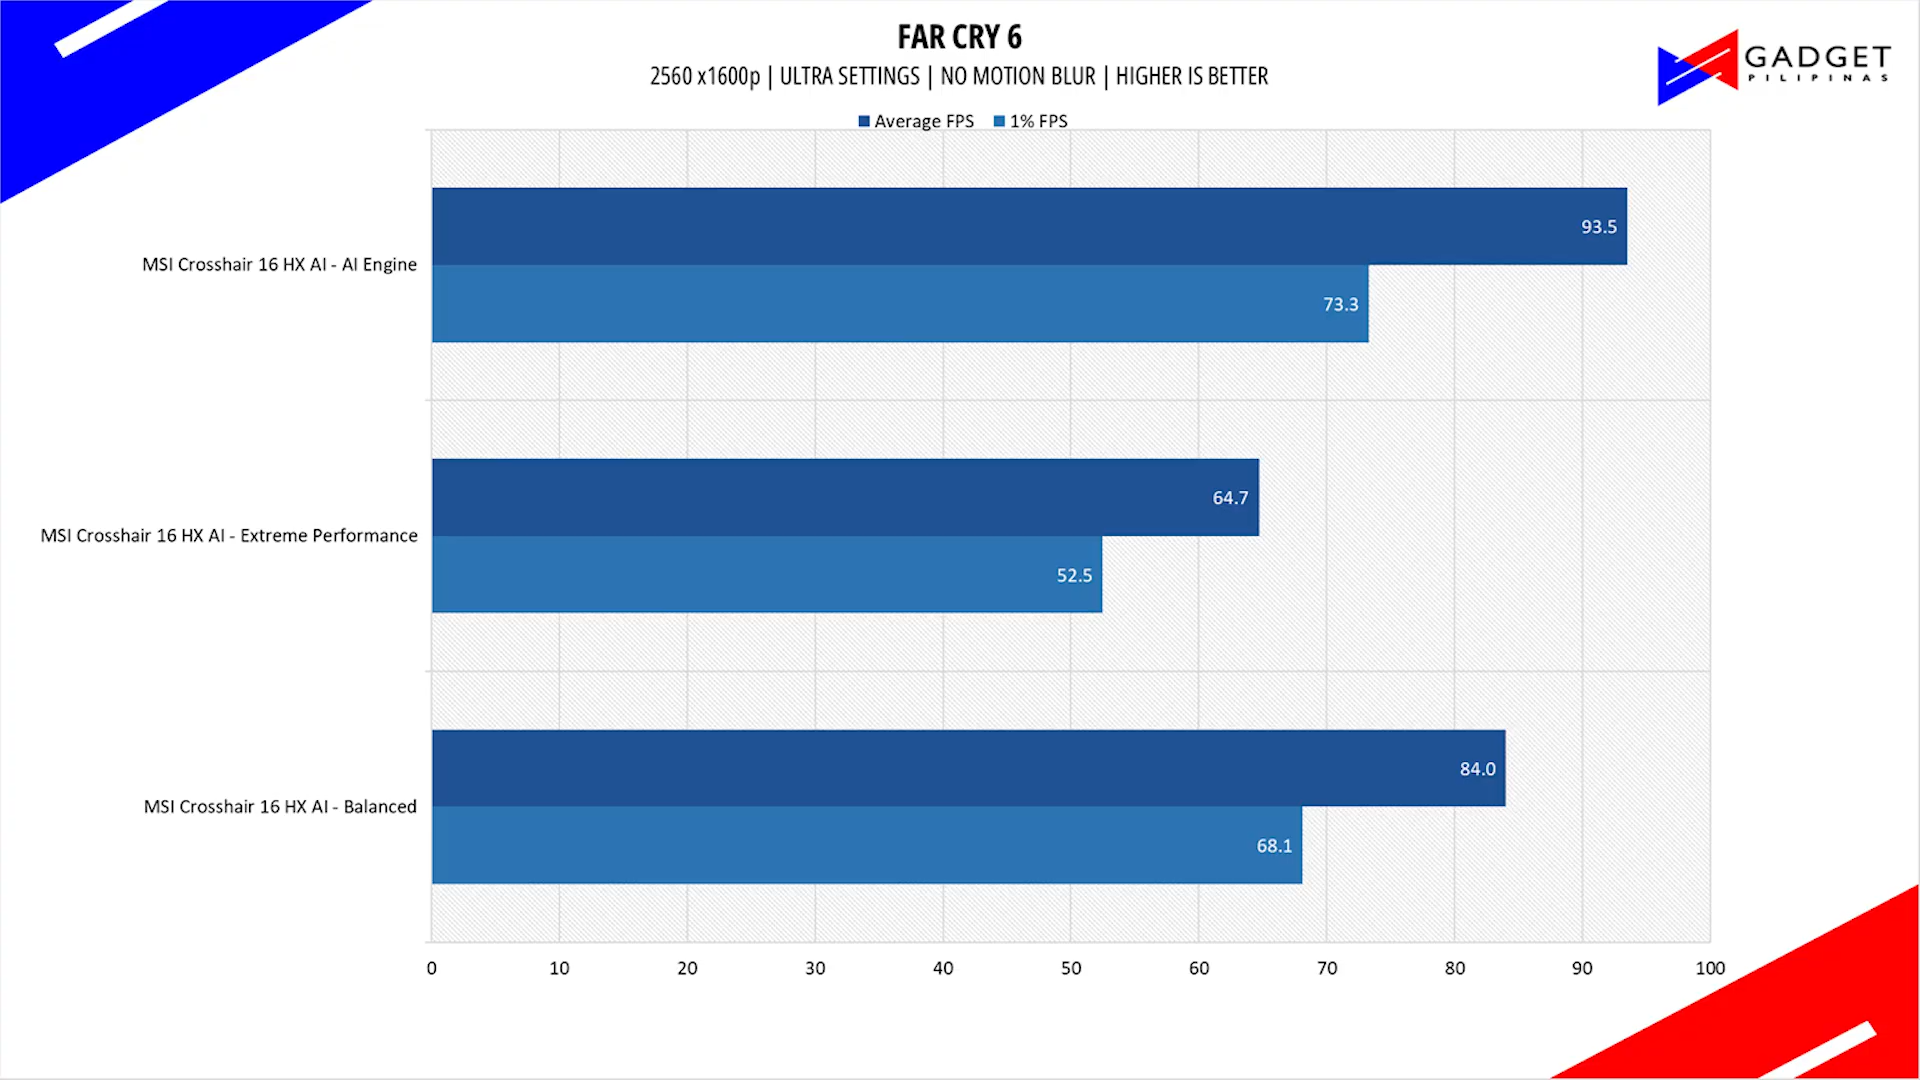 FAR CRY 6
2560 x1600p | ULTRA SETTINGS | NO MOTION BLUR | HIGHER IS BETTER
GADGET
PILIPINAS
Average FPS 1% FPS
MSI Crosshair 16 HX AI - AI Engine
93.5
73.3
MSI Crosshair 16 HX AI - Extreme Performance
64.7
52.5
MSI Crosshair 16 HX AI - Balanced
84.0
68.1
0 10 20 30 40 50 60 70 80 90 100